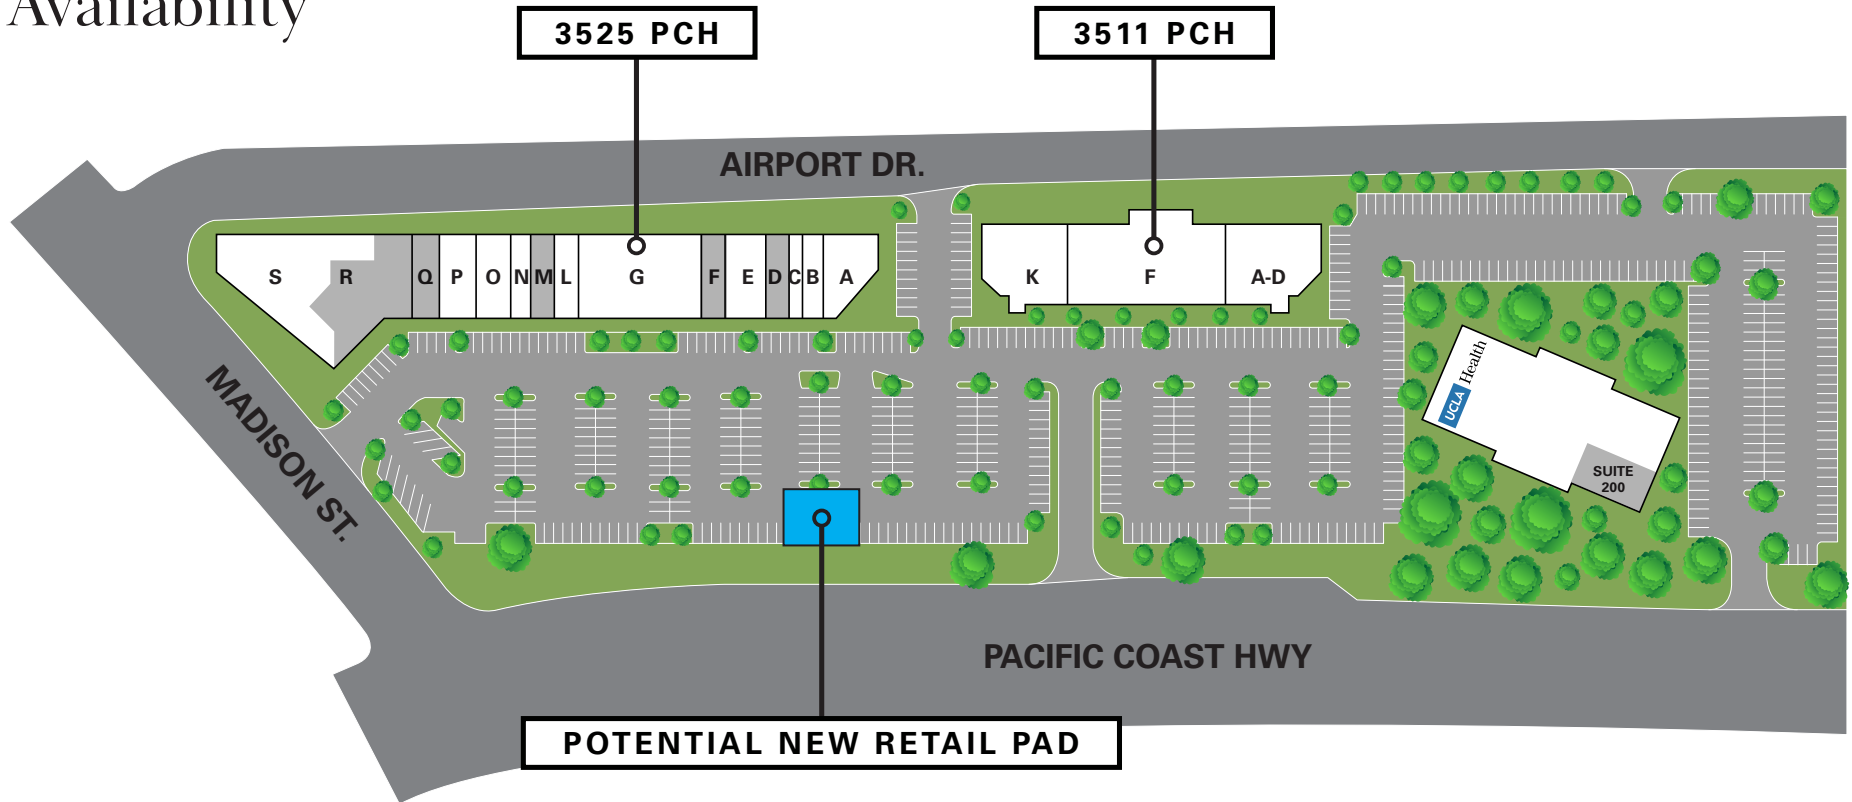 Availability
3525 PCH
3511 PCH
AIRPORT DR.
S R Q P O N M L G F E D C B A
K F A-D
MADISON ST.
UCLA Health
SUITE
200
PACIFIC COAST HWY
POTENTIAL NEW RETAIL PAD